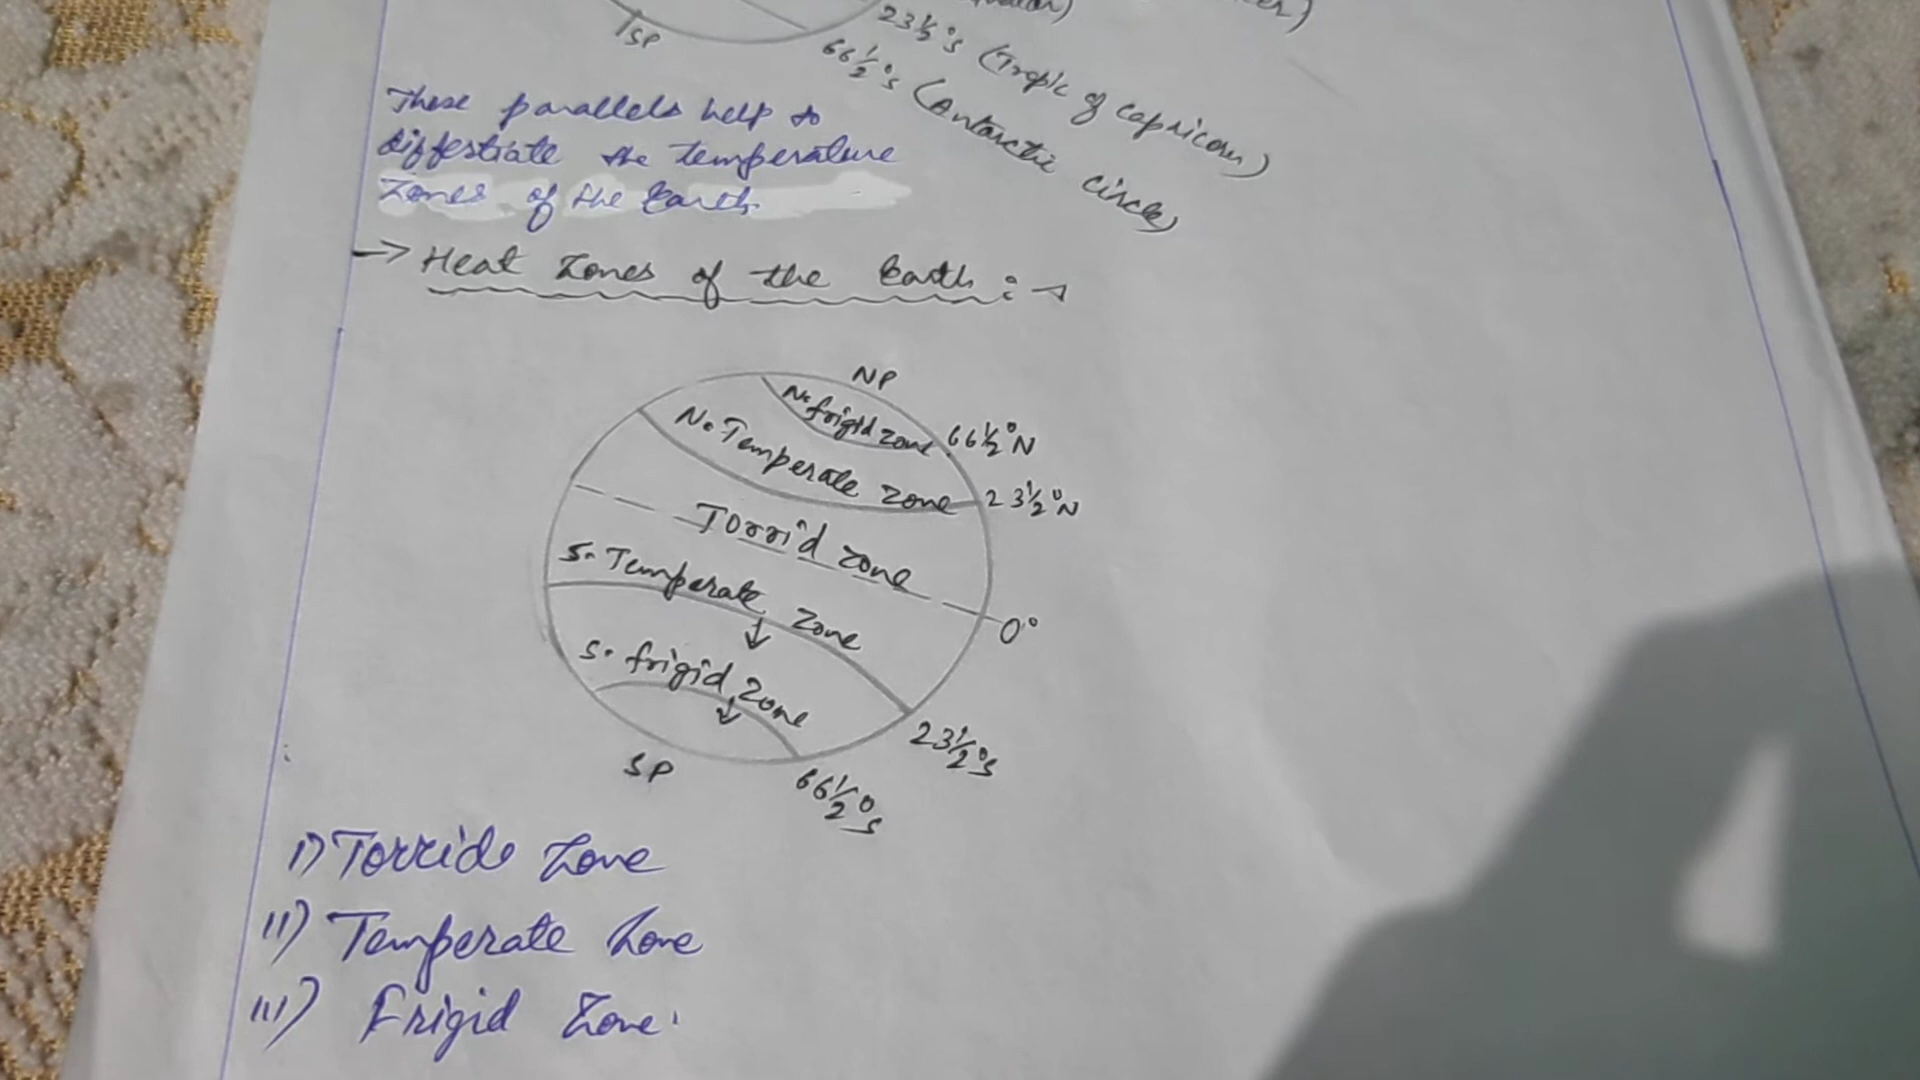 23½°S (Tropic of Capricorn)
66½°S (Antarctic circle)
SP
These parallels help to
differtiate the temperature
Zones of the Earth
→ Heat Zones of the Earth : →
NP
N. frigid zone 66½°N
N. Temperate zone 23½°N
Torrid zone
0°
S. Temperate Zone
S. frigid Zone
23½°S
SP
66½°S
i) Torride Zone
ii) Temperate Zone
iii) Frigid Zone.